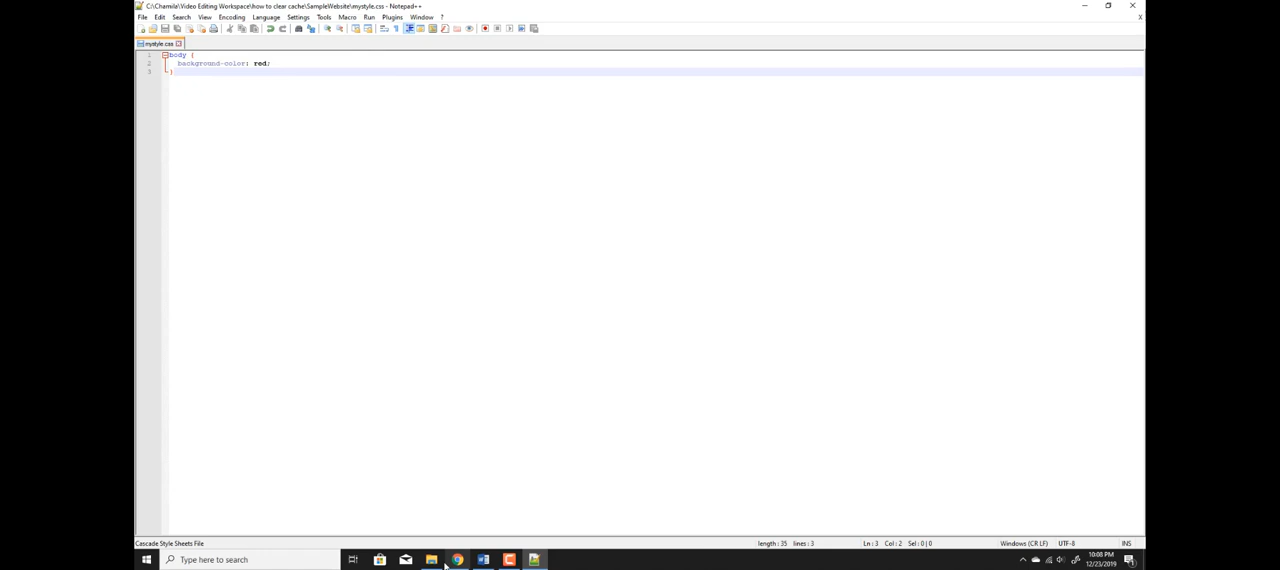 C:\Chamila\Video Editing Workspace\how to clear cache\SampleWebsite\mystyle.css - Notepad++
File Edit Search View Encoding Language Settings Tools Macro Run Plugins Window ?
X
mystyle.css
1 body {
2 background-color: red;
3 }
Cascade Style Sheets File length : 35 lines : 3 Ln : 3 Col : 2 Sel : 0 | 0 Windows (CR LF) UTF-8 INS
Type here to search
10:08 PM
12/23/2019